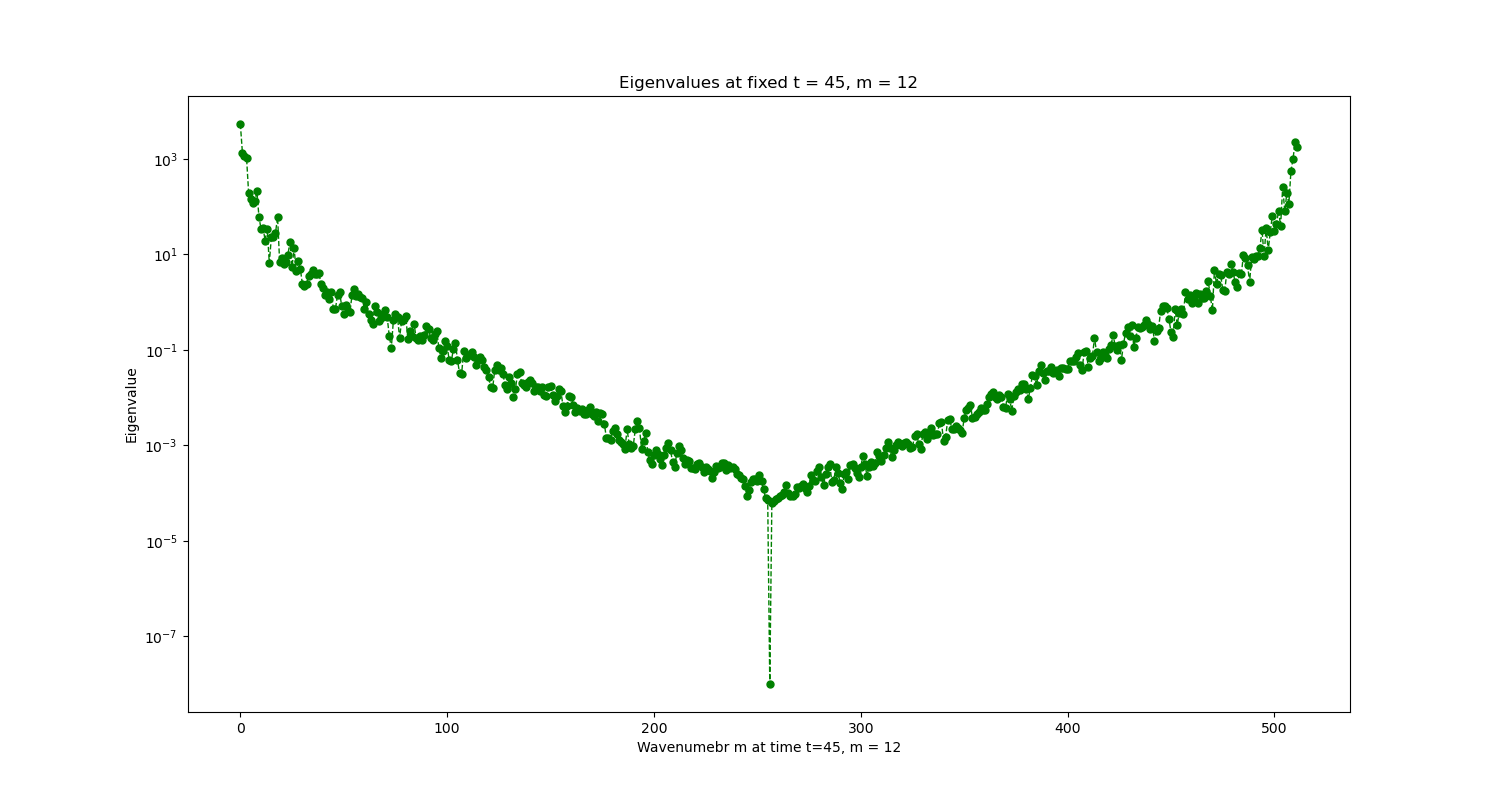 Eigenvalues at fixed t = 45, m = 12
Eigenvalue
10^3
10^1
10^-1
10^-3
10^-5
10^-7
0 100 200 300 400 500
Wavenumebr m at time t=45, m = 12